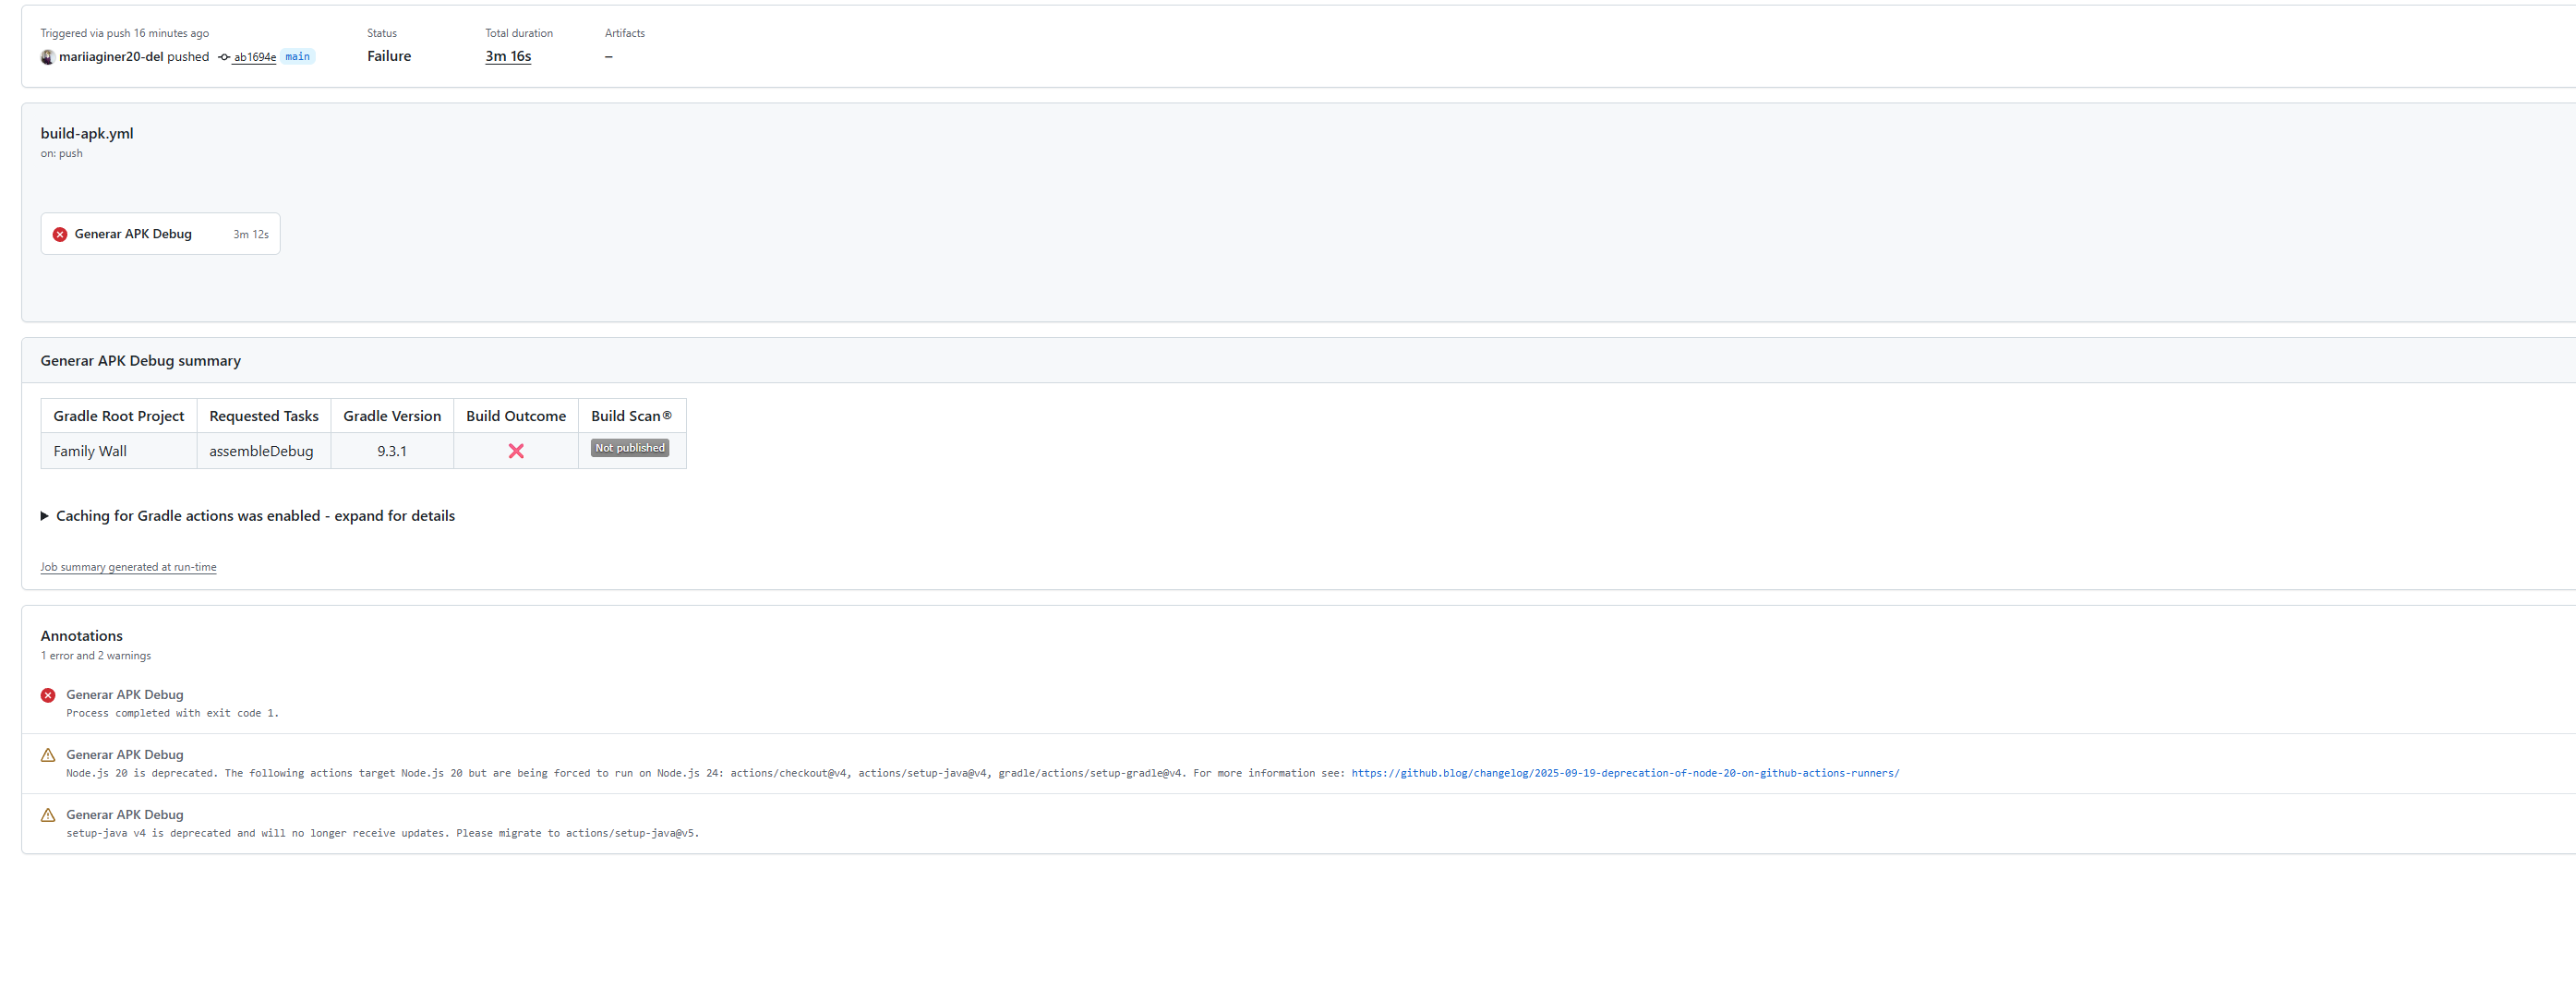 Triggered via push 16 minutes ago
mariiaginer20-del pushed ab1694e main
Status
Failure
Total duration
3m 16s
Artifacts
–
build-apk.yml
on: push
Generar APK Debug 3m 12s
Generar APK Debug summary
Gradle Root Project Requested Tasks Gradle Version Build Outcome Build Scan®
Family Wall assembleDebug 9.3.1 ❌ Not published
Caching for Gradle actions was enabled - expand for details
Job summary generated at run-time
Annotations
1 error and 2 warnings
Generar APK Debug
Process completed with exit code 1.
Generar APK Debug
Node.js 20 is deprecated. The following actions target Node.js 20 but are being forced to run on Node.js 24: actions/checkout@v4, actions/setup-java@v4, gradle/actions/setup-gradle@v4. For more information see: https://github.blog/changelog/2025-09-19-deprecation-of-node-20-on-github-actions-runners/
Generar APK Debug
setup-java v4 is deprecated and will no longer receive updates. Please migrate to actions/setup-java@v5.